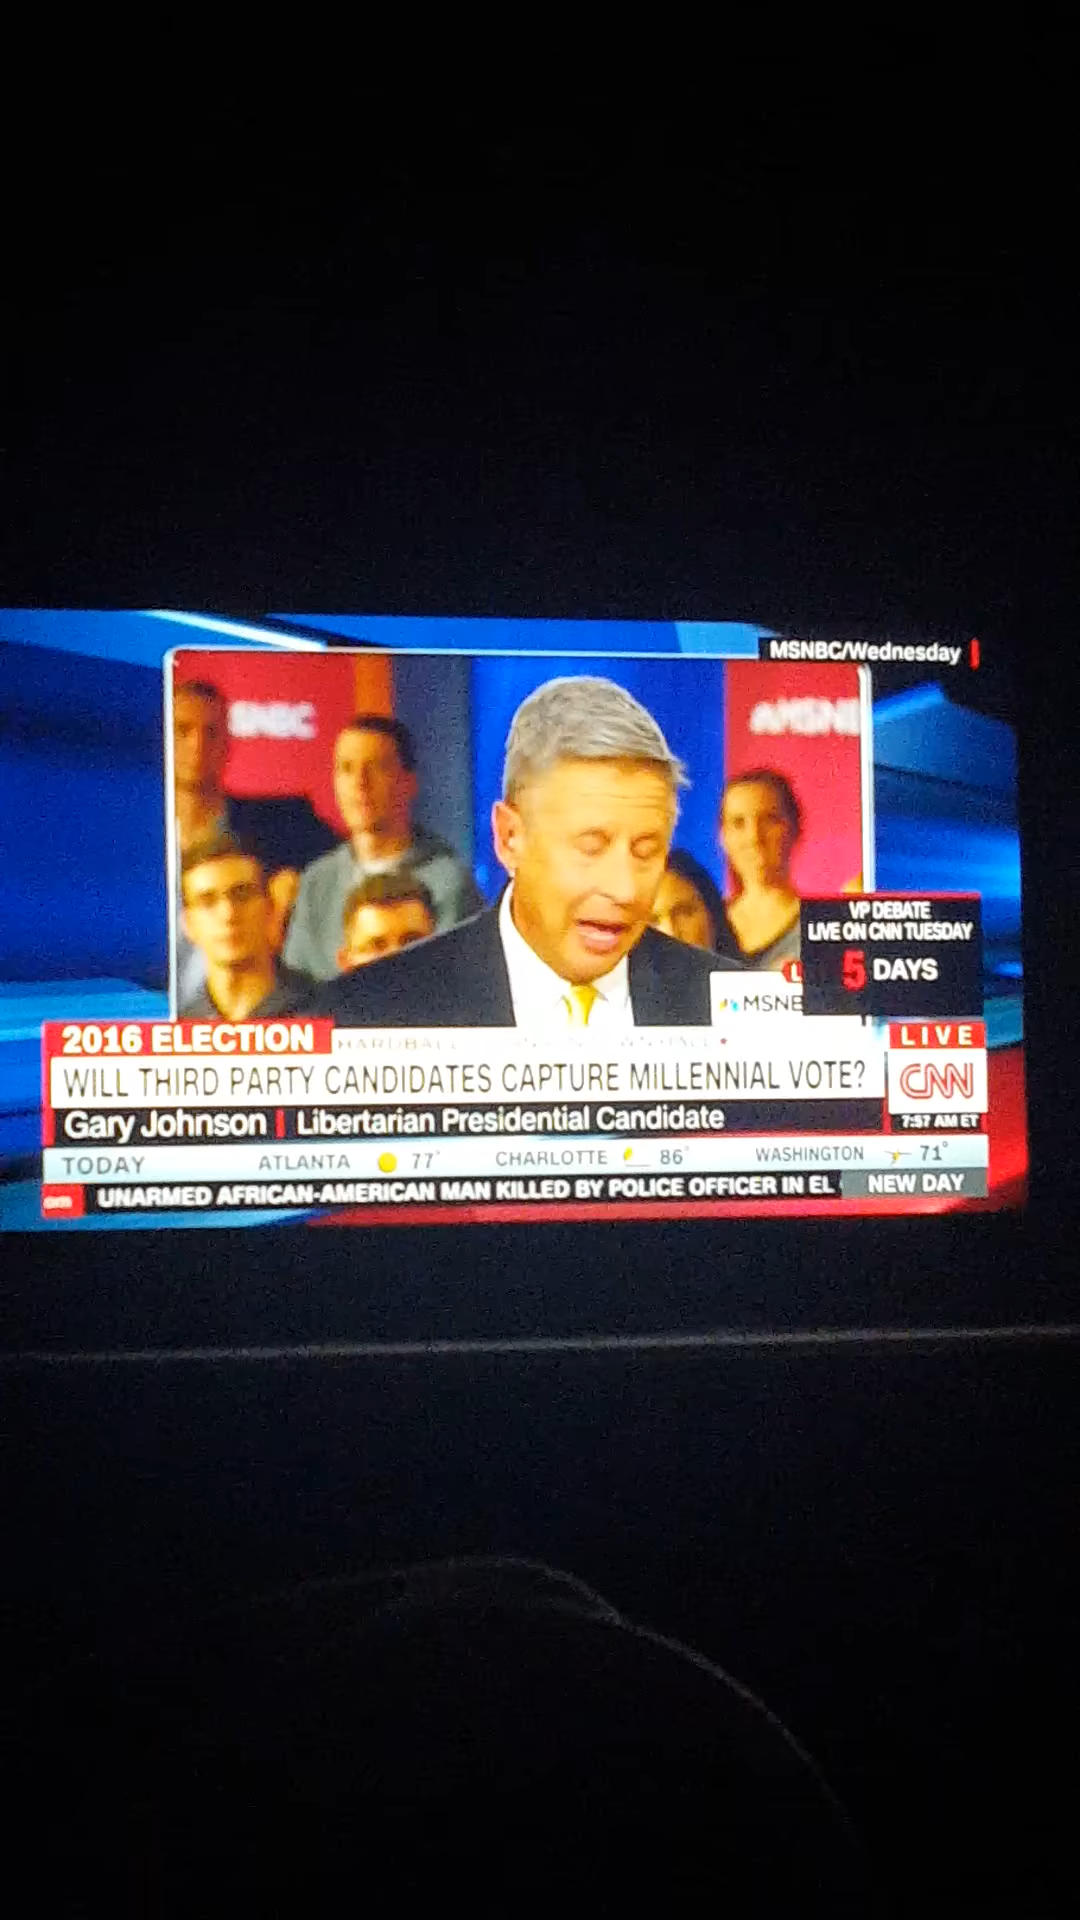 MSNBC/Wednesday
VP DEBATE
LIVE ON CNN TUESDAY
5 DAYS
MSNB
2016 ELECTION
HARDBALL
LIVE
WILL THIRD PARTY CANDIDATES CAPTURE MILLENNIAL VOTE?
CNN
Gary Johnson | Libertarian Presidential Candidate
7:57 AM ET
TODAY ATLANTA 77° CHARLOTTE 86° WASHINGTON 71°
UNARMED AFRICAN-AMERICAN MAN KILLED BY POLICE OFFICER IN EL
NEW DAY